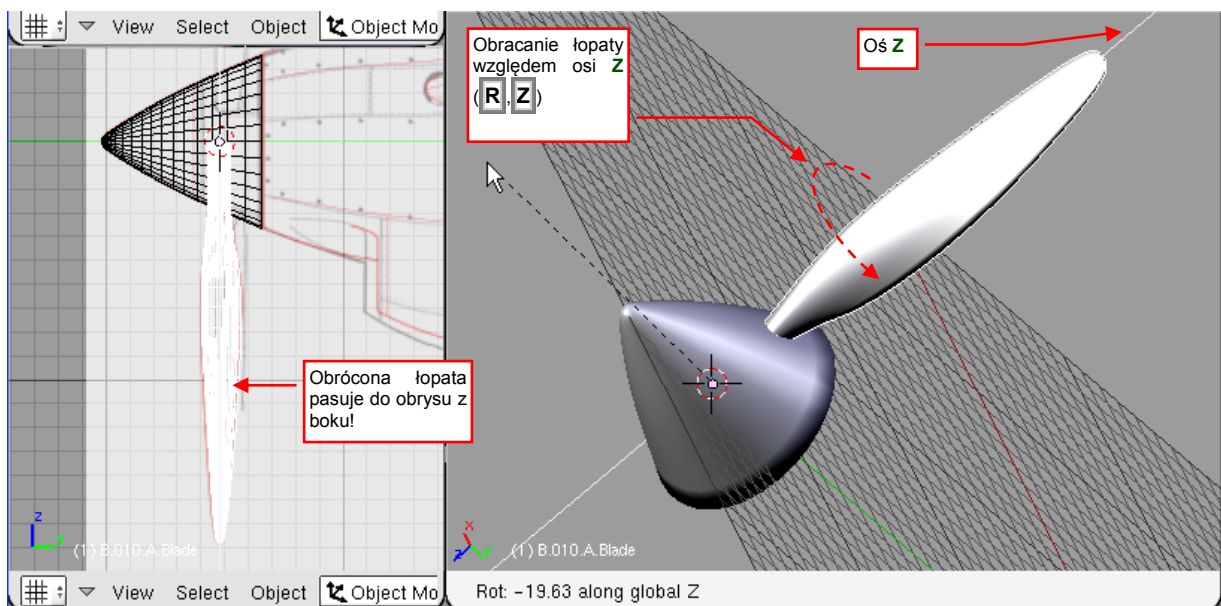 View Select Object Object Mo
Obracanie łopaty
względem osi Z
(R,Z)
Oś Z
Obrócona łopata
pasuje do obrysu z
boku!
z
y
(1) B.010.A.Blade
x
z
y
(1) B.010.A.Blade
View Select Object Object Mo
Rot: -19.63 along global Z